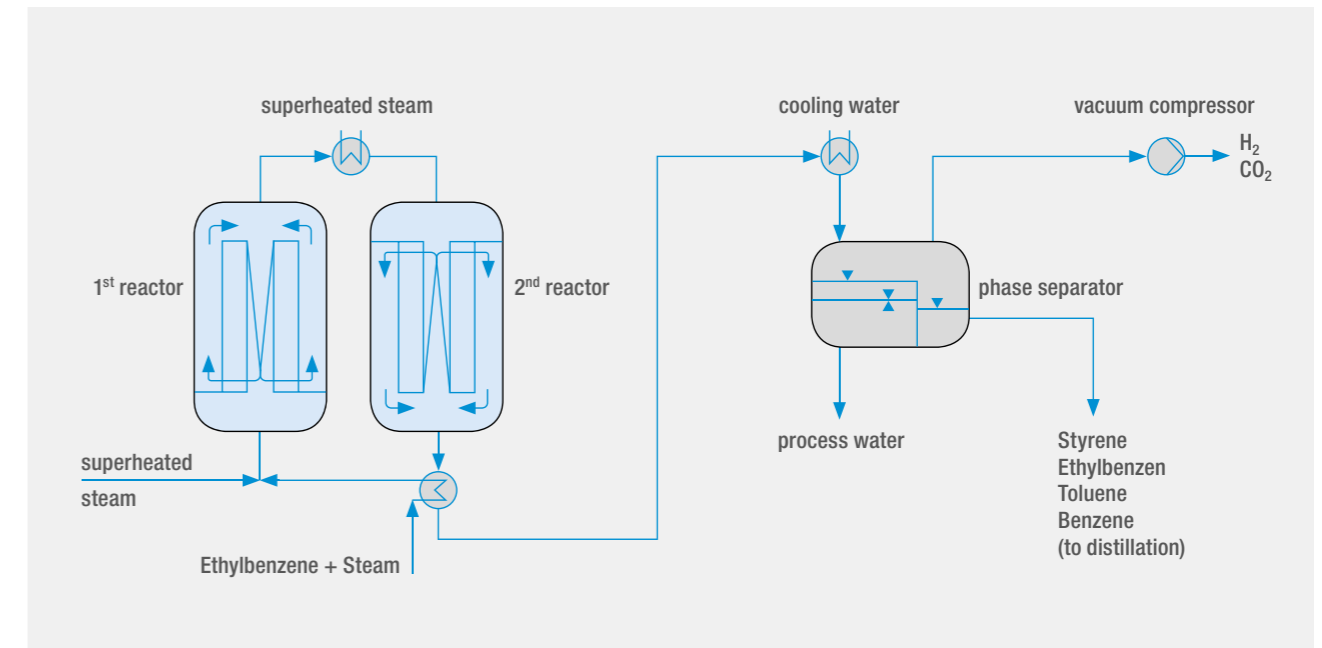 superheated steam
cooling water
vacuum compressor
H₂
CO₂
1ˢᵗ reactor
2ⁿᵈ reactor
phase separator
superheated
steam
process water
Styrene
Ethylbenzen
Toluene
Benzene
(to distillation)
Ethylbenzene + Steam